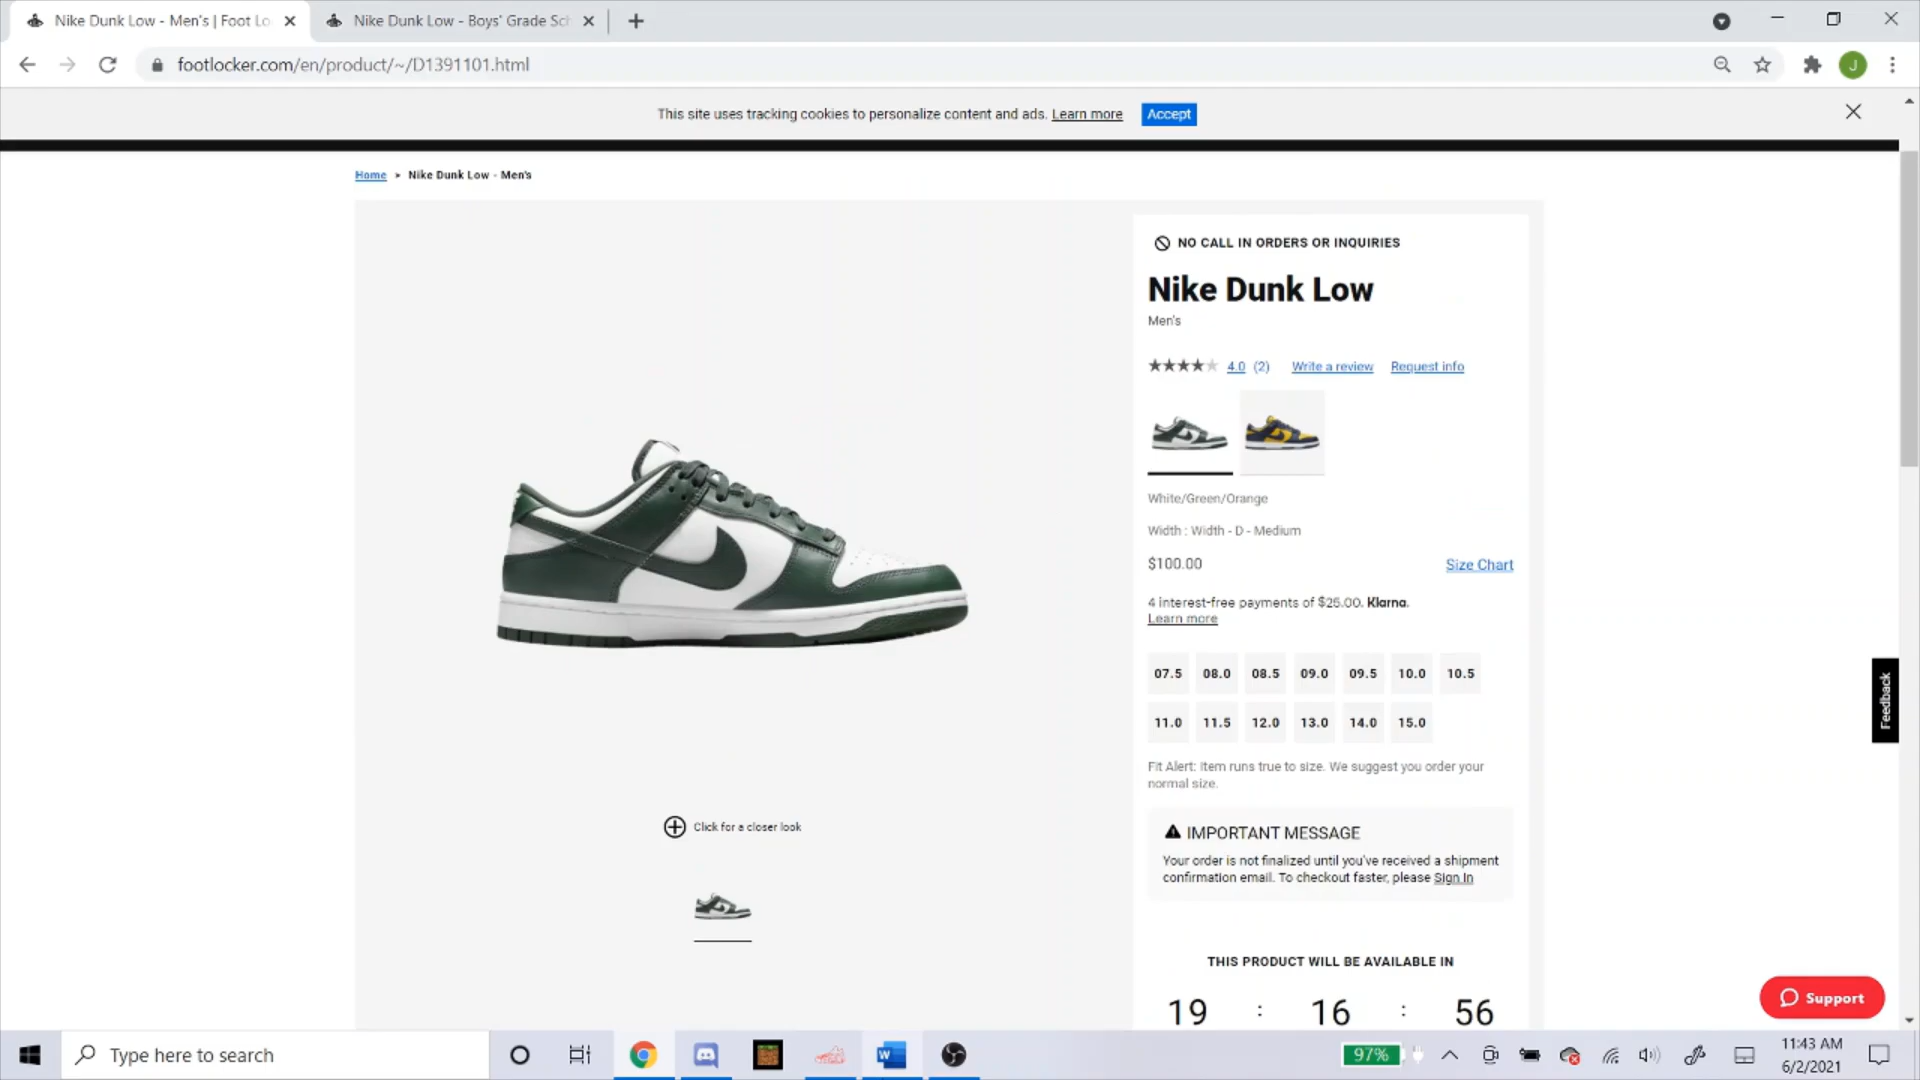 Nike Dunk Low - Men's | Foot Lo
Nike Dunk Low - Boys' Grade Sch
footlocker.com/en/product/~/D1391101.html
J
This site uses tracking cookies to personalize content and ads. Learn more Accept
Home > Nike Dunk Low - Men's
NO CALL IN ORDERS OR INQUIRIES
Nike Dunk Low
Men's
4.0 (2) Write a review Request info
White/Green/Orange
Width : Width - D - Medium
$100.00 Size Chart
4 interest-free payments of $25.00. Klarna.
Learn more
07.5 08.0 08.5 09.0 09.5 10.0 10.5
11.0 11.5 12.0 13.0 14.0 15.0
Fit Alert: Item runs true to size. We suggest you order your
normal size.
IMPORTANT MESSAGE
Your order is not finalized until you've received a shipment
confirmation email. To checkout faster, please Sign In
Click for a closer look
THIS PRODUCT WILL BE AVAILABLE IN
19 : 16 : 56
Feedback
Support
Type here to search
W
97%
11:43 AM
6/2/2021